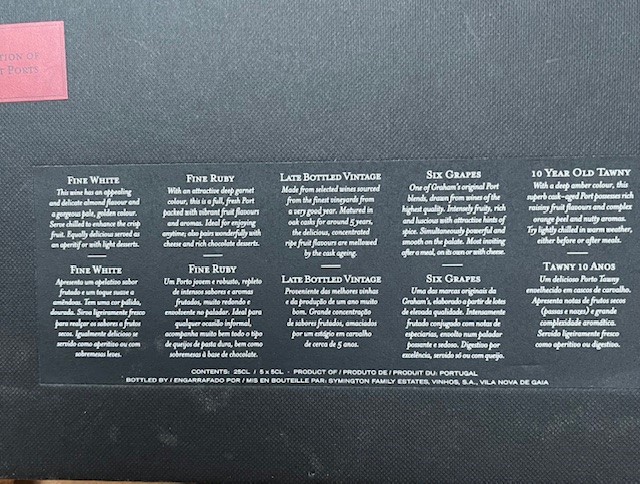 TION OF
T PORTS
FINE WHITE
This wine has an appealing
and delicate almond flavour and
a gorgeous pale, golden colour.
Serve chilled to enhance the crisp
fruit. Equally delicious served as
an aperitif or with light desserts.
FINE WHITE
Apresenta um apelativo sabor
frutado e um toque suave a
amêndoas. Tem uma cor pálida,
dourada. Sirva ligeiramente fresco
para realçar os sabores a frutos
secos. Igualmente delicioso se
servido como aperitivo ou com
sobremesas leves.
FINE RUBY
With an attractive deep garnet
colour, this is a full, fresh Port
packed with vibrant fruit flavours
and aromas. Ideal for enjoying
anytime; also pairs wonderfully with
cheese and rich chocolate desserts.
FINE RUBY
Um Porto jovem e robusto, repleto
de intensos sabores e aromas
frutados, muito redondo e
envolvente no paladar. Ideal para
qualquer ocasião informal,
acompanha muito bem todo o tipo
de queijos de pasta dura, bem como
sobremesas à base de chocolate.
LATE BOTTLED VINTAGE
Made from selected wines sourced
from the finest vineyards from
a very good year. Matured in
oak casks for around 5 years,
the delicious, concentrated
ripe fruit flavours are mellowed
by the cask ageing.
LATE BOTTLED VINTAGE
Proveniente das melhores vinhas
e da produção de um ano muito
bom. Grande concentração
de sabores frutados, amaciados
por um estágio em carvalho
de cerca de 5 anos.
SIX GRAPES
One of Graham's original Port
blends, drawn from wines of the
highest quality. Intensely fruity, rich
and luscious with attractive hints of
spice. Simultaneously powerful and
smooth on the palate. Most inviting
after a meal, on its own or with cheese.
SIX GRAPES
Uma das marcas originais da
Graham's, elaborada a partir de lotes
de elevada qualidade. Intensamente
frutado conjugado com notas de
especiarias, envolto num paladar
possante e sedoso. Digestivo por
excelência, servido só ou com queijo.
10 YEAR OLD TAWNY
With a deep amber colour, this
superb cask-aged Port possesses rich
raisiny fruit flavours and complex
orange peel and nutty aromas.
Try lightly chilled in warm weather,
either before or after meals.
TAWNY 10 ANOS
Um delicioso Porto Tawny
envelhecido em cascos de carvalho.
Apresenta notas de frutos secos
(passas e nozes) e grande
complexidade aromática.
Servido ligeiramente fresco
como aperitivo ou digestivo.
CONTENTS: 25CL / 5 x 5CL • PRODUCT OF / PRODUTO DE / PRODUIT DU: PORTUGAL
BOTTLED BY / ENGARRAFADO POR / MIS EN BOUTEILLE PAR: SYMINGTON FAMILY ESTATES, VINHOS, S.A., VILA NOVA DE GAIA